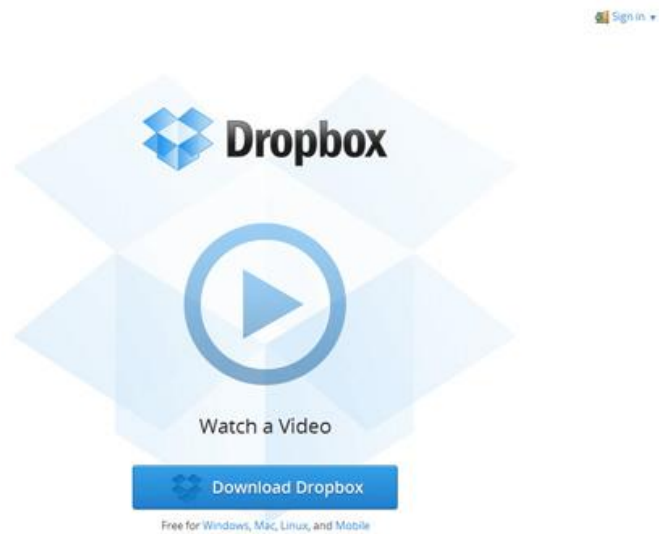 Sign in
Dropbox
Watch a Video
Download Dropbox
Free for Windows, Mac, Linux, and Mobile